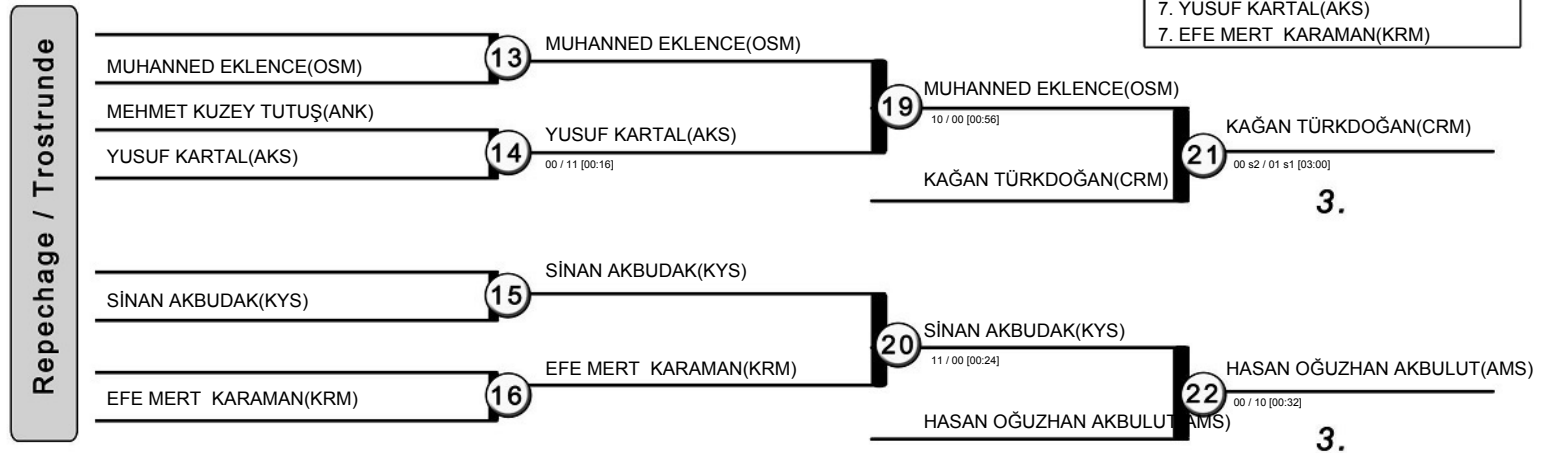 7. YUSUF KARTAL(AKS)
7. EFE MERT KARAMAN(KRM)
Repechage / Trostrunde
MUHANNED EKLENCE(OSM)
13
MUHANNED EKLENCE(OSM)
MEHMET KUZEY TUTUŞ(ANK)
YUSUF KARTAL(AKS)
14
YUSUF KARTAL(AKS)
00 / 11 [00:16]
19
MUHANNED EKLENCE(OSM)
10 / 00 [00:56]
KAĞAN TÜRKDOĞAN(CRM)
21
KAĞAN TÜRKDOĞAN(CRM)
00 s2 / 01 s1 [03:00]
3.
SİNAN AKBUDAK(KYS)
15
SİNAN AKBUDAK(KYS)
EFE MERT KARAMAN(KRM)
16
EFE MERT KARAMAN(KRM)
20
SİNAN AKBUDAK(KYS)
11 / 00 [00:24]
HASAN OĞUZHAN AKBULUT(AMS)
22
HASAN OĞUZHAN AKBULUT(AMS)
00 / 10 [00:32]
3.